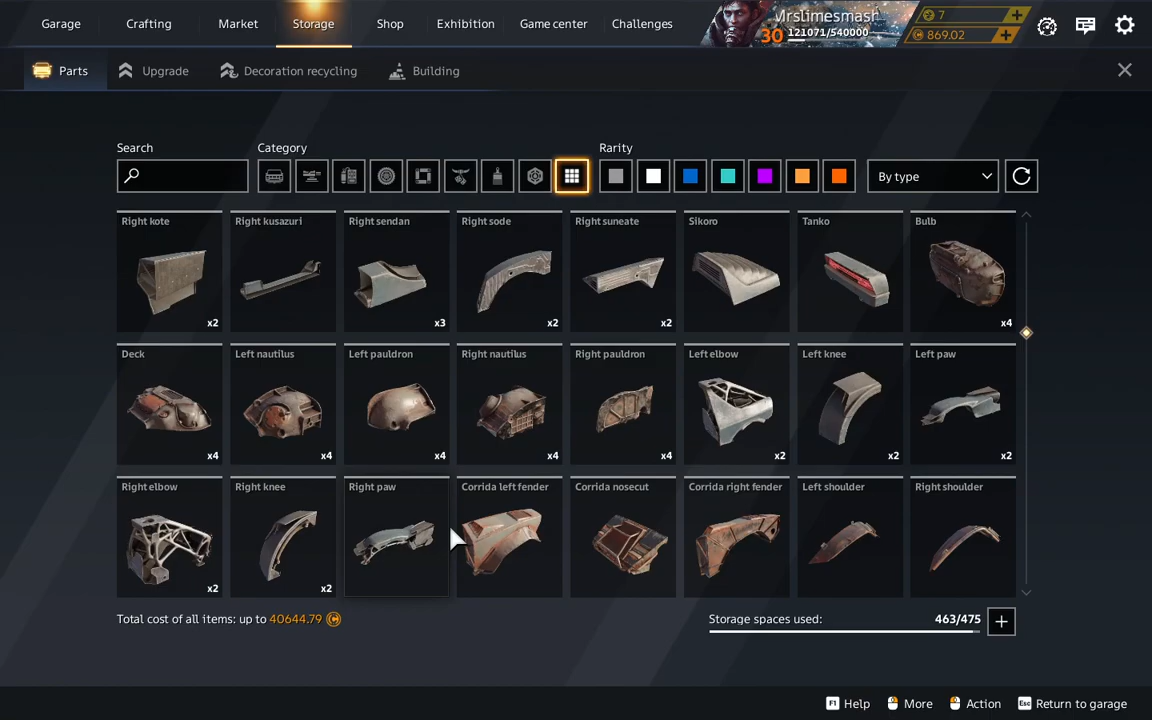 Garage
Crafting
Market
Storage
Shop
Exhibition
Game center
Challenges
Mrslimesmash
30 121071/540000
7
869.02
Parts
Upgrade
Decoration recycling
Building
Search
Category
Rarity
By type
Right kote
x2
Right kusazuri
Right sendan
x3
Right sode
x2
Right suneate
x2
Sikoro
Tanko
Bulb
x4
Deck
x4
Left nautilus
x4
Left pauldron
x4
Right nautilus
x4
Right pauldron
x4
Left elbow
x2
Left knee
x2
Left paw
x2
Right elbow
x2
Right knee
x2
Right paw
Corrida left fender
Corrida nosecut
Corrida right fender
Left shoulder
Right shoulder
Total cost of all items: up to 40644.79
Storage spaces used: 463/475
F1 Help
More
Action
Esc Return to garage